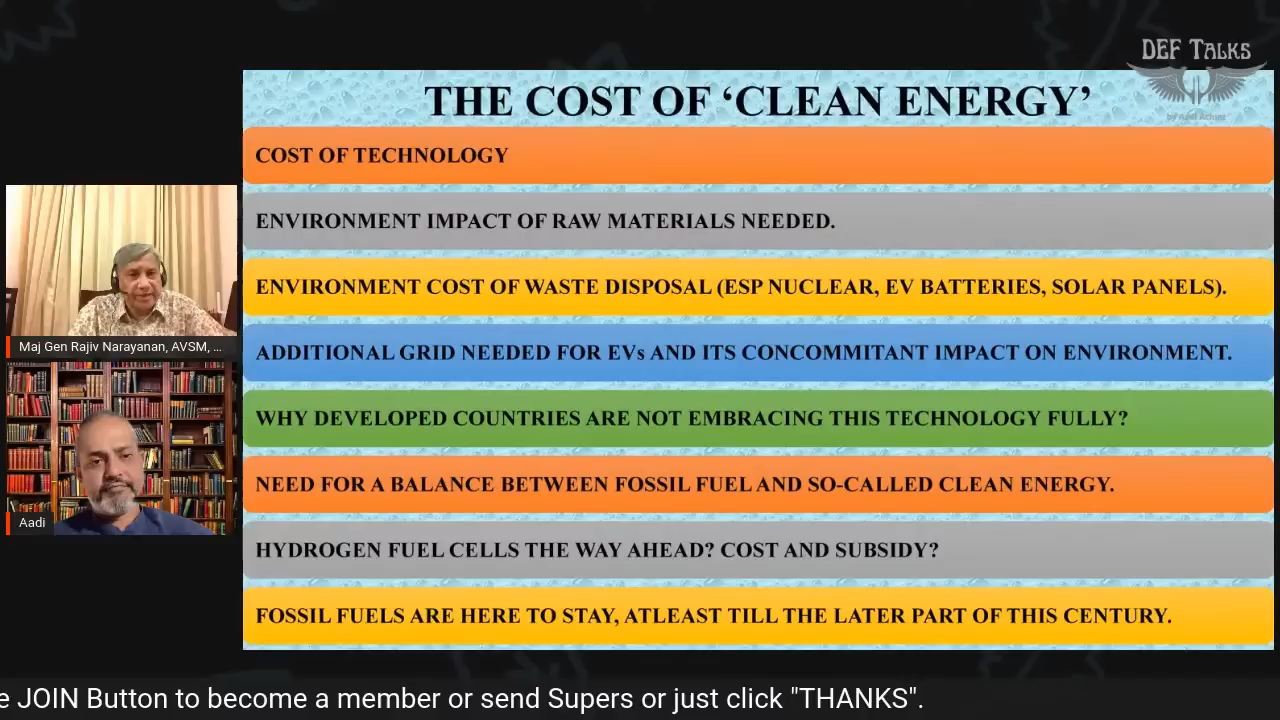 DEF TALKS
by Aadi Achint
THE COST OF ‘CLEAN ENERGY’
COST OF TECHNOLOGY
ENVIRONMENT IMPACT OF RAW MATERIALS NEEDED.
ENVIRONMENT COST OF WASTE DISPOSAL (ESP NUCLEAR, EV BATTERIES, SOLAR PANELS).
ADDITIONAL GRID NEEDED FOR EVs AND ITS CONCOMMITANT IMPACT ON ENVIRONMENT.
WHY DEVELOPED COUNTRIES ARE NOT EMBRACING THIS TECHNOLOGY FULLY?
NEED FOR A BALANCE BETWEEN FOSSIL FUEL AND SO-CALLED CLEAN ENERGY.
HYDROGEN FUEL CELLS THE WAY AHEAD? COST AND SUBSIDY?
FOSSIL FUELS ARE HERE TO STAY, ATLEAST TILL THE LATER PART OF THIS CENTURY.
Maj Gen Rajiv Narayanan, AVSM, ...
Aadi
e JOIN Button to become a member or send Supers or just click "THANKS".